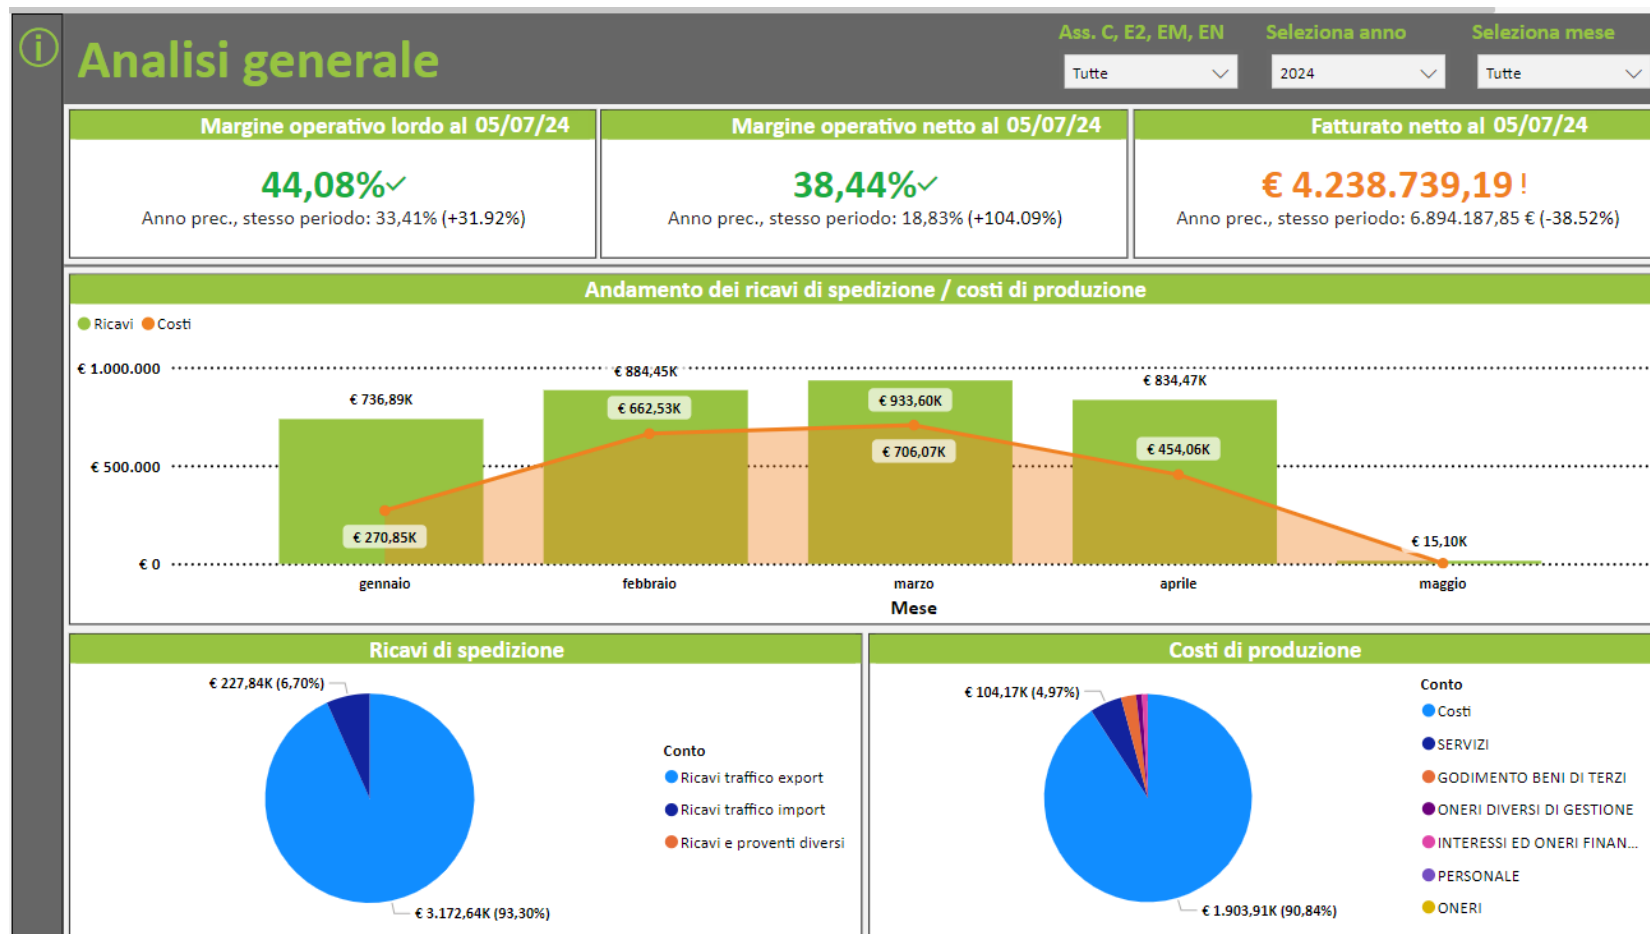 Analisi generale
Ass. C, E2, EM, EN
Tutte
Seleziona anno
2024
Seleziona mese
Tutte
Margine operativo lordo al 05/07/24
44,08%
Anno prec., stesso periodo: 33,41% (+31.92%)
Margine operativo netto al 05/07/24
38,44%
Anno prec., stesso periodo: 18,83% (+104.09%)
Fatturato netto al 05/07/24
€ 4.238.739,19 !
Anno prec., stesso periodo: 6.894.187,85 € (-38.52%)
Andamento dei ricavi di spedizione / costi di produzione
Ricavi
Costi
€ 1.000.000
€ 500.000
€ 0
€ 736,89K
€ 884,45K
€ 933,60K
€ 834,47K
€ 15,10K
€ 270,85K
€ 662,53K
€ 706,07K
€ 454,06K
gennaio
febbraio
marzo
aprile
maggio
Mese
Ricavi di spedizione
€ 227,84K (6,70%)
€ 3.172,64K (93,30%)
Conto
Ricavi traffico export
Ricavi traffico import
Ricavi e proventi diversi
Costi di produzione
€ 104,17K (4,97%)
€ 1.903,91K (90,84%)
Conto
Costi
SERVIZI
GODIMENTO BENI DI TERZI
ONERI DIVERSI DI GESTIONE
INTERESSI ED ONERI FINAN...
PERSONALE
ONERI